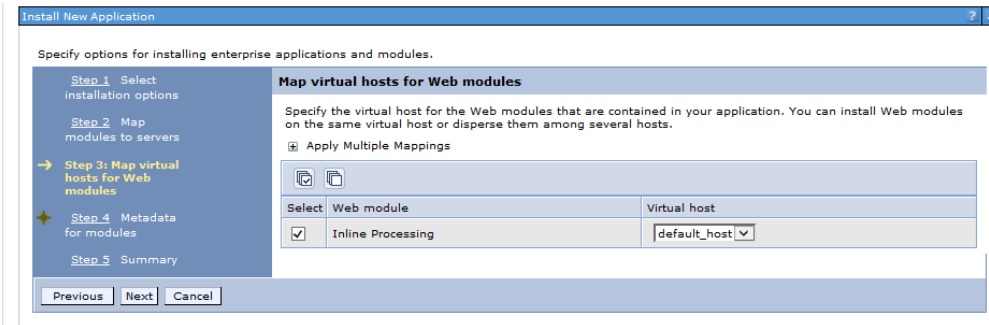 Install New Application
?
Specify options for installing enterprise applications and modules.
Step 1 Select
installation options
Step 2 Map
modules to servers
Step 3: Map virtual
hosts for Web
modules
Step 4 Metadata
for modules
Step 5 Summary
Map virtual hosts for Web modules
Specify the virtual host for the Web modules that are contained in your application. You can install Web modules
on the same virtual host or disperse them among several hosts.
Apply Multiple Mappings
Select Web module Virtual host
Inline Processing default_host
Previous Next Cancel